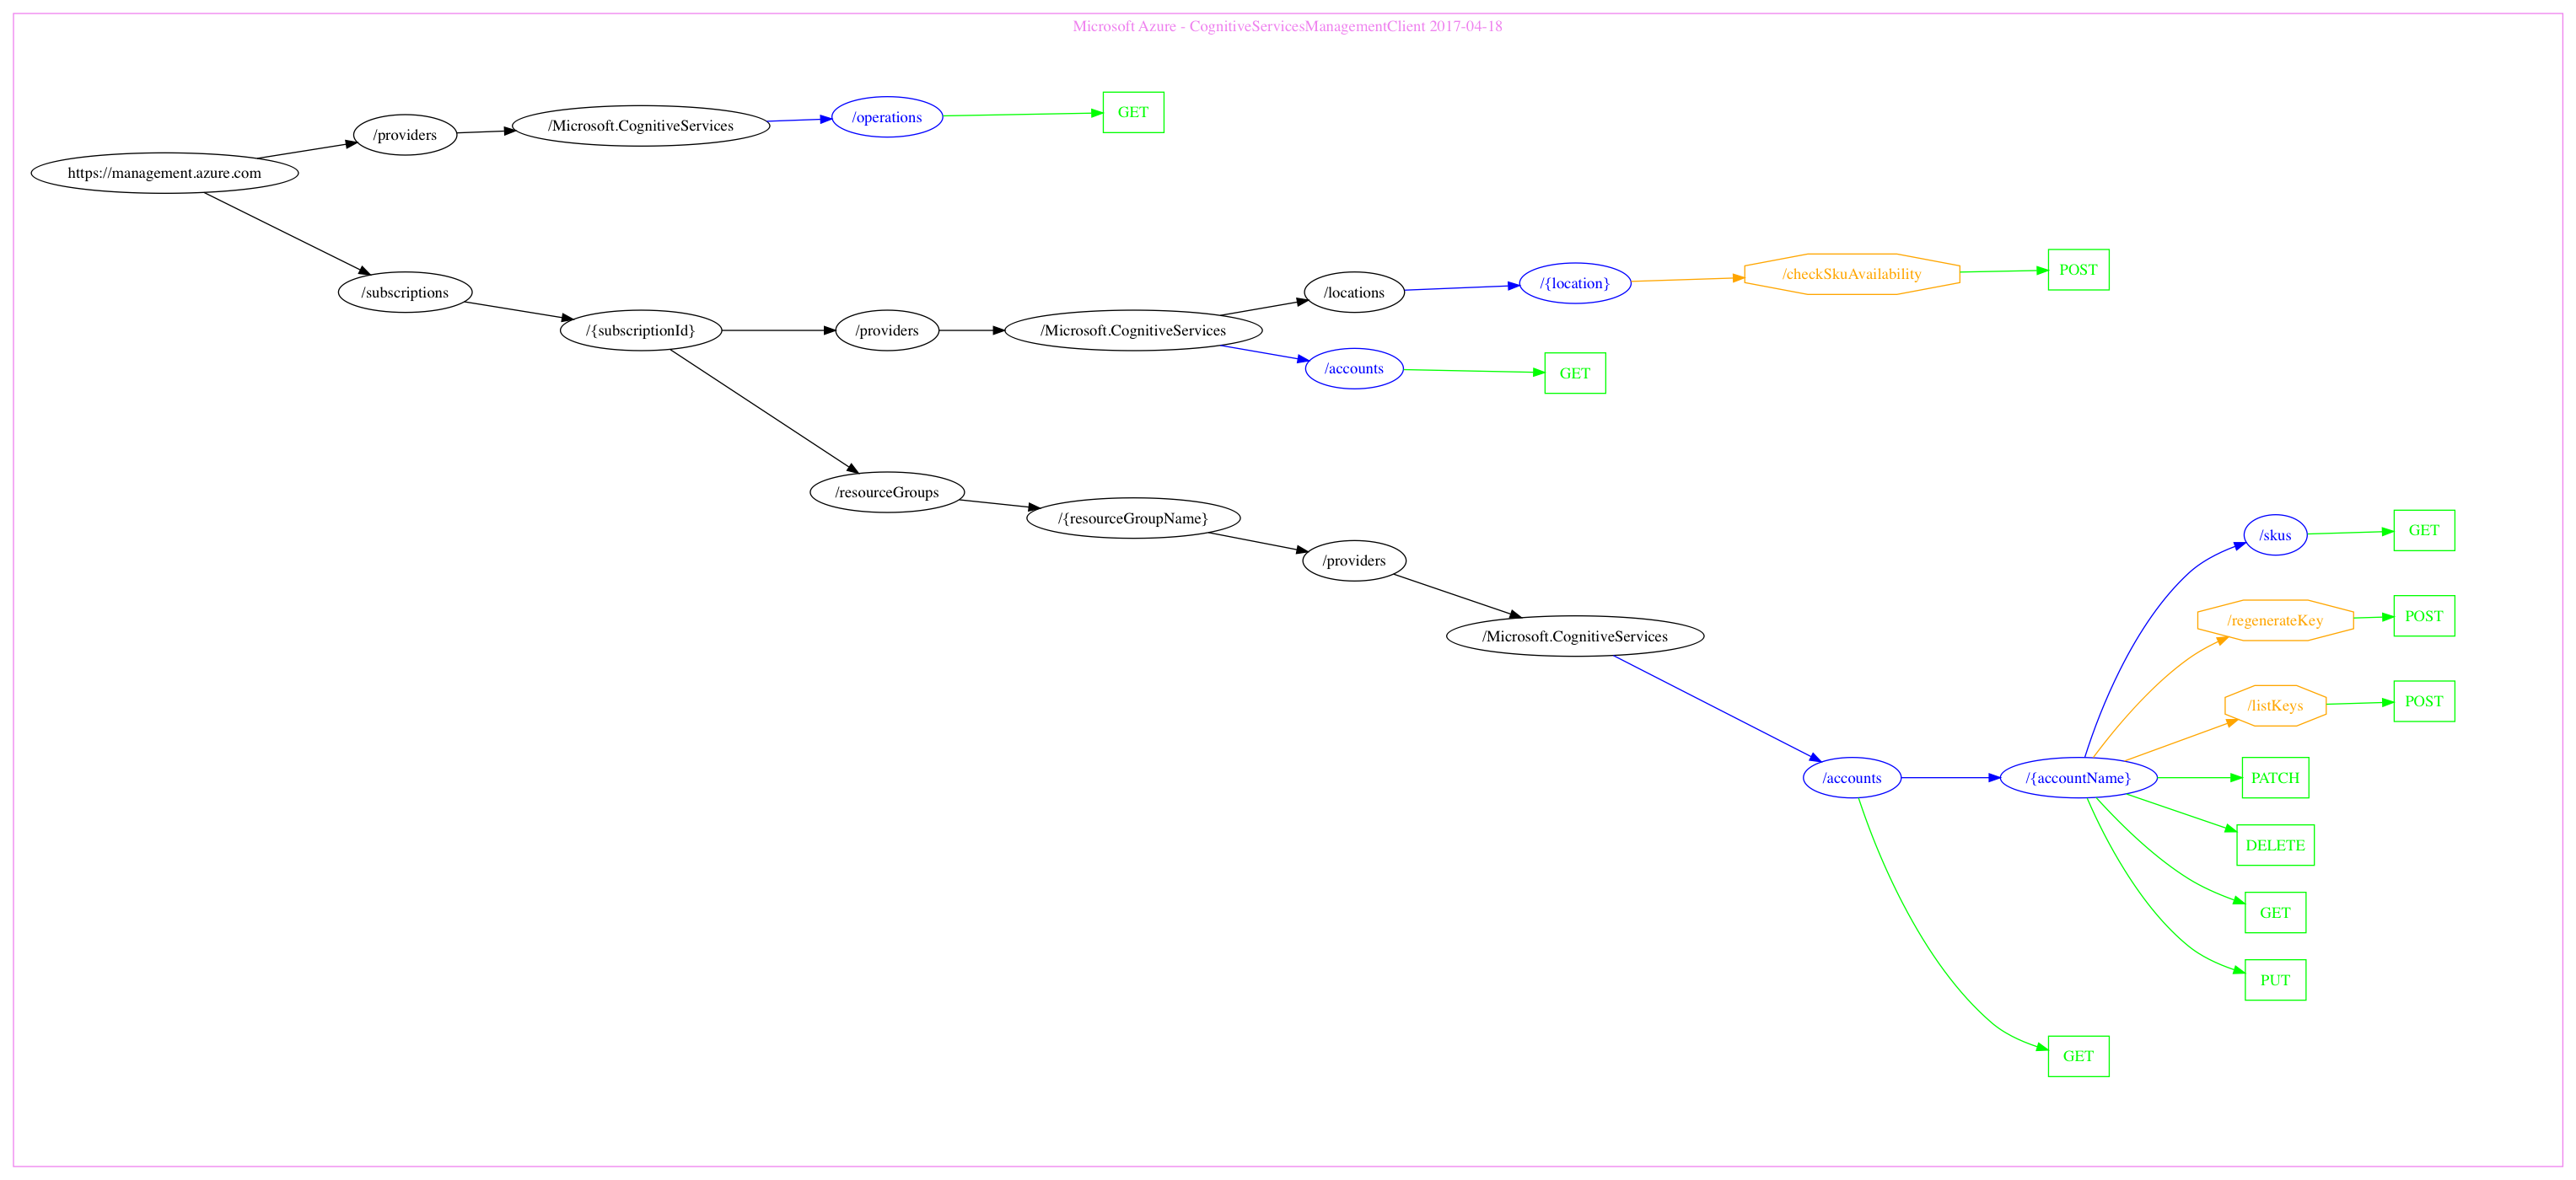 Microsoft Azure - CognitiveServicesManagementClient 2017-04-18
https://management.azure.com
/providers
/Microsoft.CognitiveServices
/operations
GET
/subscriptions
/{subscriptionId}
/providers
/Microsoft.CognitiveServices
/locations
/{location}
/checkSkuAvailability
POST
/accounts
GET
/resourceGroups
/{resourceGroupName}
/providers
/Microsoft.CognitiveServices
/accounts
/{accountName}
/skus
GET
/regenerateKey
POST
/listKeys
POST
PATCH
DELETE
GET
PUT
GET